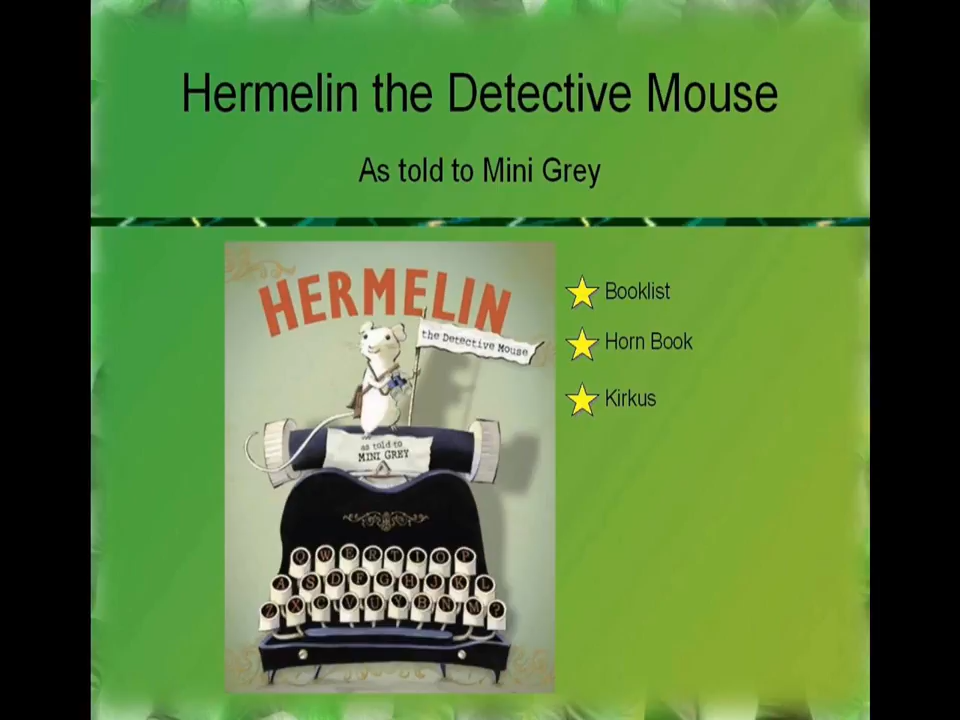 Hermelin the Detective Mouse
As told to Mini Grey
HERMELIN
the Detective Mouse
as told to
MINI GREY
Booklist
Horn Book
Kirkus
Q W E R T I O P
A S D F G H J K L
Z X C V U Y B N M ?